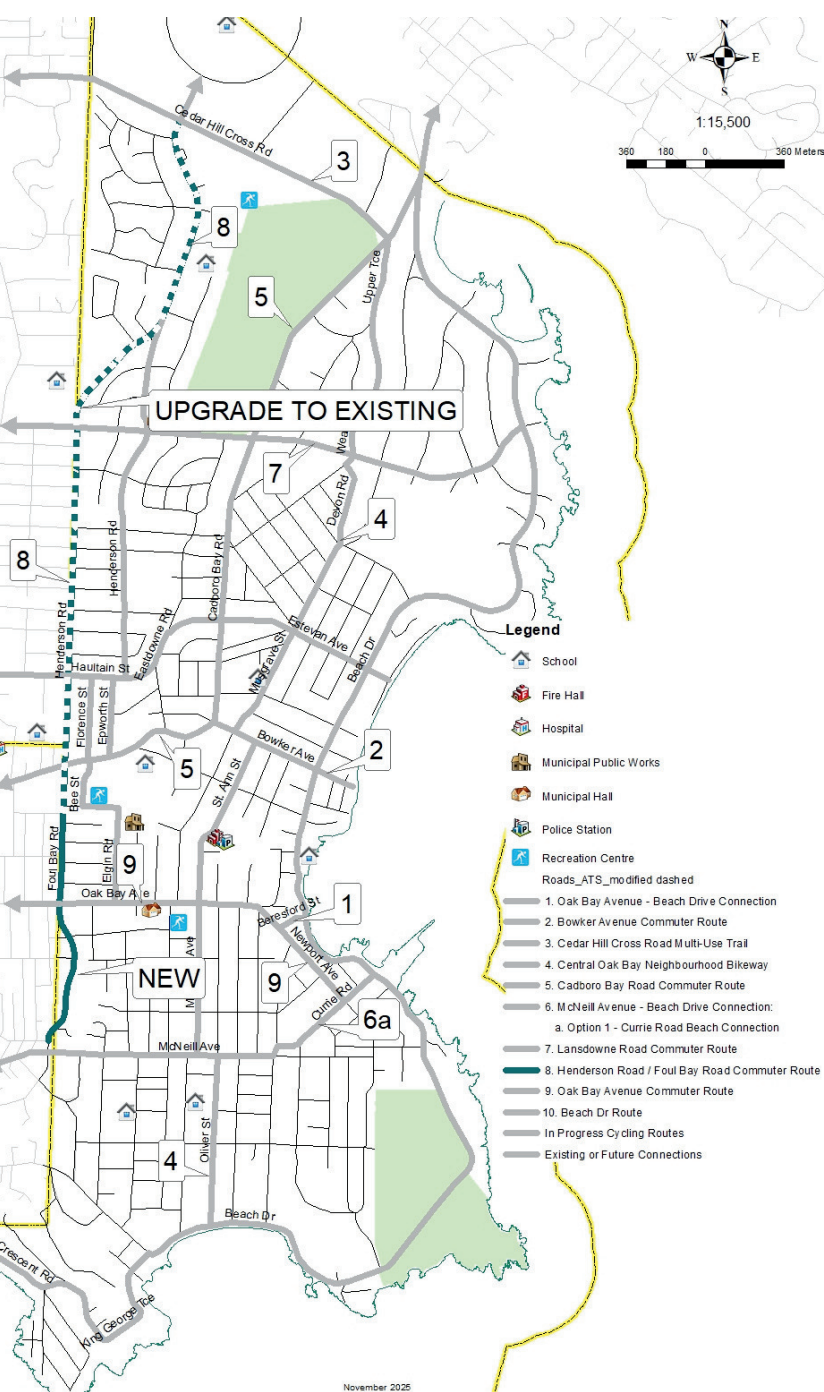 N
W E
S
1:15,500
360 180 0 360 Meters
Cedar Hill Cross Rd
3
8
5
Upper Tce
UPGRADE TO EXISTING
Wea
7
Devon Rd
4
8
Henderson Rd
Cadboro Bay Rd
Henderson Rd
Eastdowne Rd
Estevan Ave
Musgrave St
Beach Dr
Haultain St
Florence St
Epworth St
Bowker Ave
2
5
St. Ann St
Bee St
Foul Bay Rd
Elgin Rd
9
Oak Bay Ave
Beresford St
1
Newport Ave
NEW
M Ave
9
Currie Rd
6a
McNeill Ave
Oliver St
4
Beach Dr
Crescent Rd
King George Tce
Legend
School
Fire Hall
Hospital
Municipal Public Works
Municipal Hall
Police Station
Recreation Centre
Roads_ATS_modified dashed
1. Oak Bay Avenue - Beach Drive Connection
2. Bowker Avenue Commuter Route
3. Cedar Hill Cross Road Multi-Use Trail
4. Central Oak Bay Neighbourhood Bikeway
5. Cadboro Bay Road Commuter Route
6. McNeill Avenue - Beach Drive Connection:
a. Option 1 - Currie Road Beach Connection
7. Lansdowne Road Commuter Route
8. Henderson Road / Foul Bay Road Commuter Route
9. Oak Bay Avenue Commuter Route
10. Beach Dr Route
In Progress Cycling Routes
Existing or Future Connections
November 2025